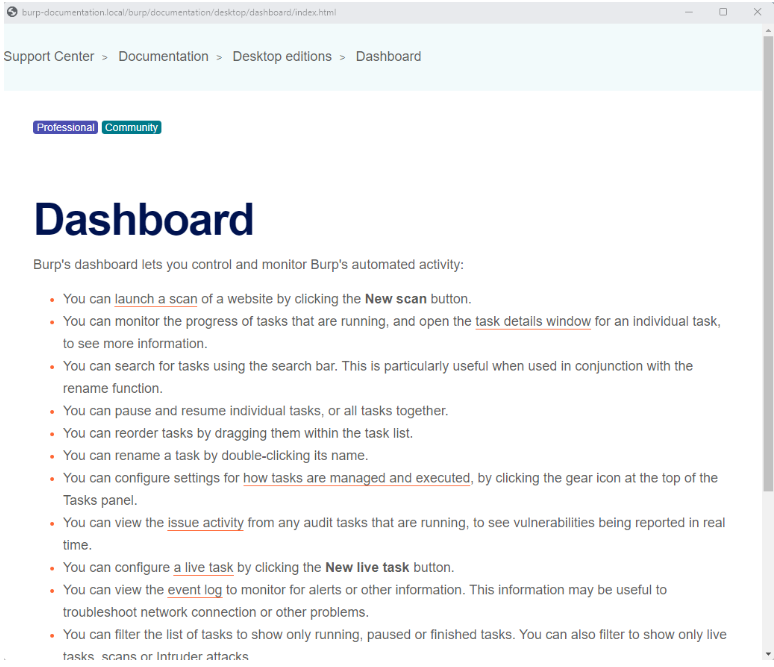 burp-documentation.local/burp/documentation/desktop/dashboard/index.html
Support Center > Documentation > Desktop editions > Dashboard
Professional Community
Dashboard
Burp's dashboard lets you control and monitor Burp's automated activity:
You can launch a scan of a website by clicking the New scan button.
You can monitor the progress of tasks that are running, and open the task details window for an individual task,
to see more information.
You can search for tasks using the search bar. This is particularly useful when used in conjunction with the
rename function.
You can pause and resume individual tasks, or all tasks together.
You can reorder tasks by dragging them within the task list.
You can rename a task by double-clicking its name.
You can configure settings for how tasks are managed and executed, by clicking the gear icon at the top of the
Tasks panel.
You can view the issue activity from any audit tasks that are running, to see vulnerabilities being reported in real
time.
You can configure a live task by clicking the New live task button.
You can view the event log to monitor for alerts or other information. This information may be useful to
troubleshoot network connection or other problems.
You can filter the list of tasks to show only running, paused or finished tasks. You can also filter to show only live
tasks, scans or Intruder attacks.